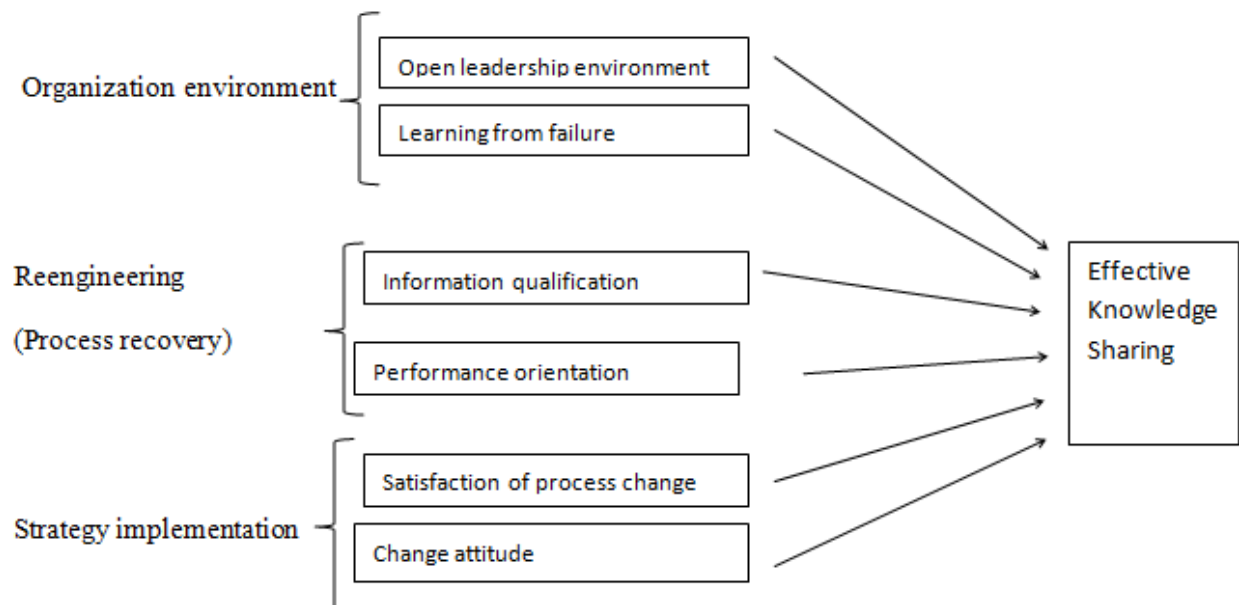 Open leadership environment
Organization environment
Learning from failure
Reengineering
(Process recovery)
Information qualification
Performance orientation
Effective
Knowledge
Sharing
Satisfaction of process change
Strategy implementation
Change attitude